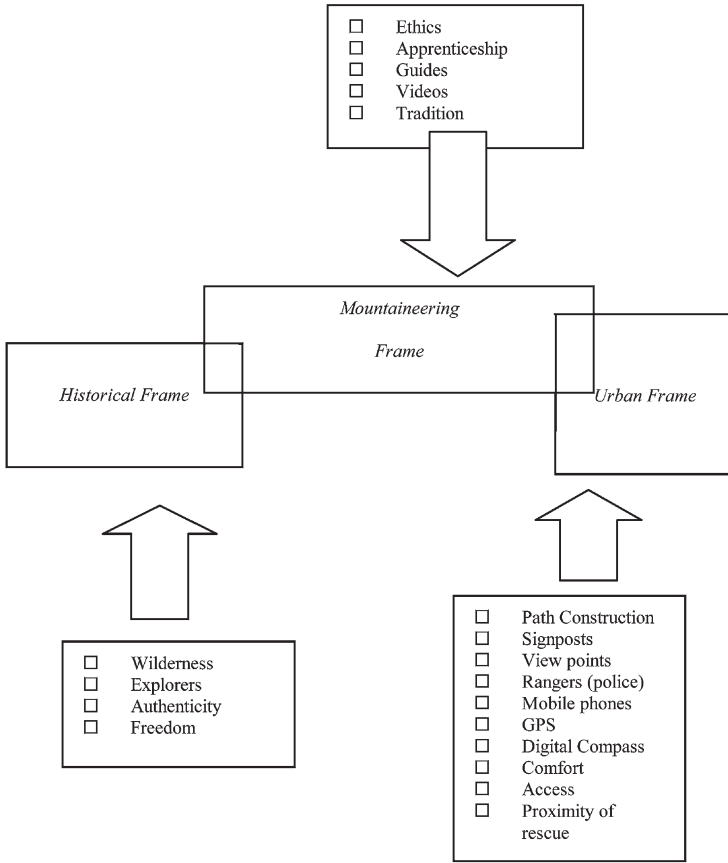 Ethics
Apprenticeship
Guides
Videos
Tradition
Mountaineering
Frame
Historical Frame
Urban Frame
Wilderness
Explorers
Authenticity
Freedom
Path Construction
Signposts
View points
Rangers (police)
Mobile phones
GPS
Digital Compass
Comfort
Access
Proximity of
rescue